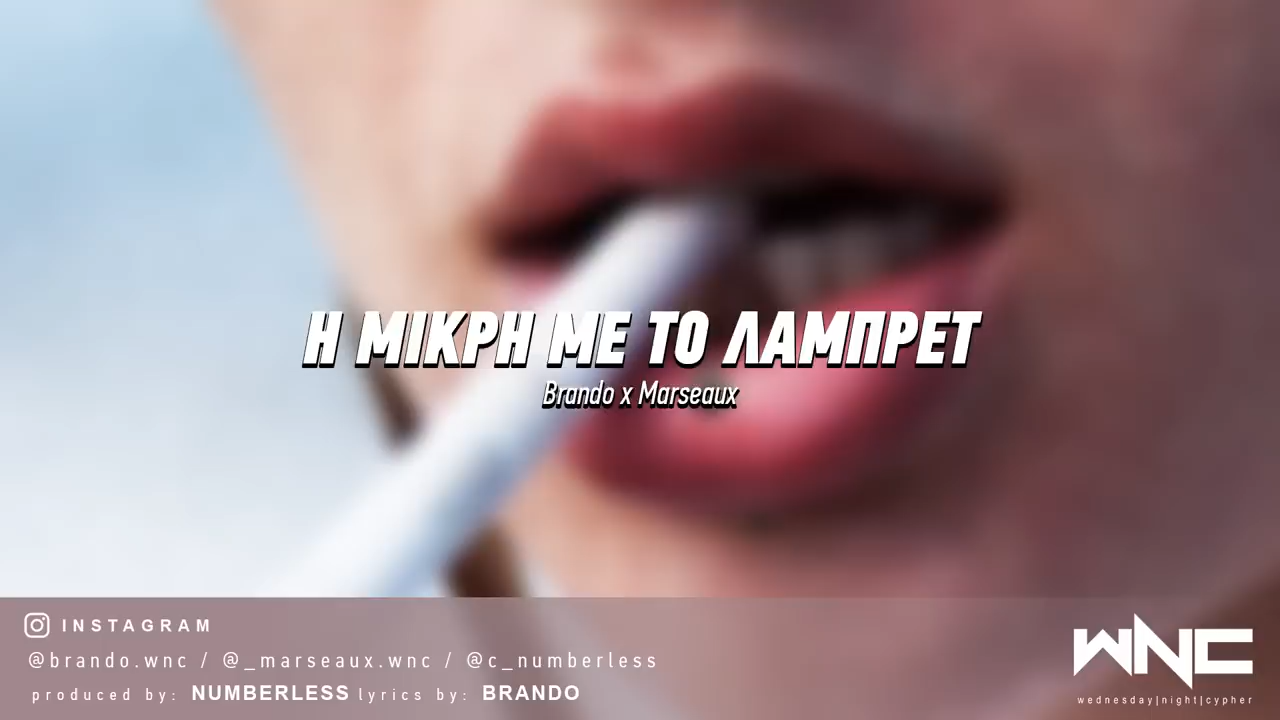 Η ΜΙΚΡΗ ΜΕ ΤΟ ΛΑΜΠΡΕΤ
Brando x Marseaux
INSTAGRAM
@brando.wnc / @_marseaux.wnc / @c_numberless
produced by: NUMBERLESS lyrics by: BRANDO
WNC
wednesday|night|cypher